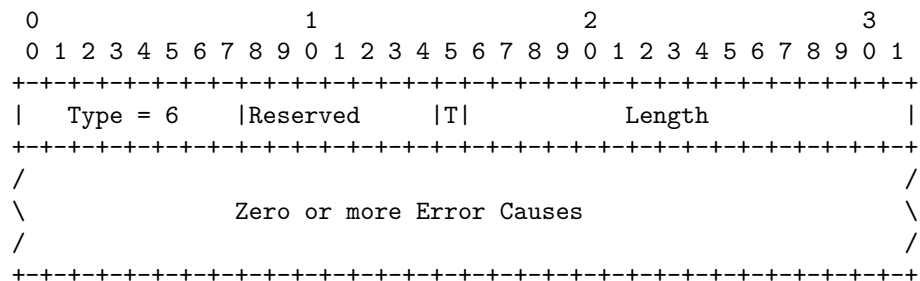 0                   1                   2                   3
 0 1 2 3 4 5 6 7 8 9 0 1 2 3 4 5 6 7 8 9 0 1 2 3 4 5 6 7 8 9 0 1
+-+-+-+-+-+-+-+-+-+-+-+-+-+-+-+-+-+-+-+-+-+-+-+-+-+-+-+-+-+-+-+-+
|   Type = 6    |Reserved     |T|           Length              |
+-+-+-+-+-+-+-+-+-+-+-+-+-+-+-+-+-+-+-+-+-+-+-+-+-+-+-+-+-+-+-+-+
/                                                               /
\               Zero or more Error Causes                       \
/                                                               /
+-+-+-+-+-+-+-+-+-+-+-+-+-+-+-+-+-+-+-+-+-+-+-+-+-+-+-+-+-+-+-+-+